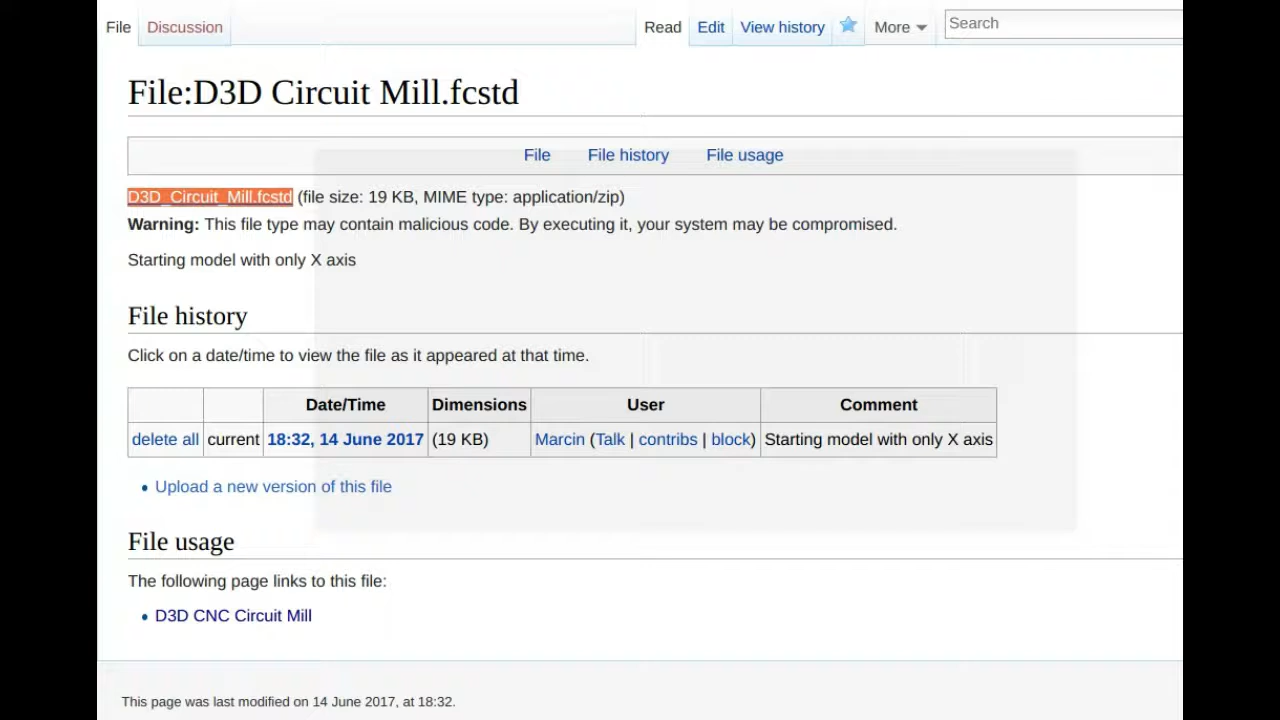 File Discussion Read Edit View history More Search
File:D3D Circuit Mill.fcstd
File File history File usage
D3D_Circuit_Mill.fcstd (file size: 19 KB, MIME type: application/zip)
Warning: This file type may contain malicious code. By executing it, your system may be compromised.
Starting model with only X axis
File history
Click on a date/time to view the file as it appeared at that time.
Date/Time Dimensions User Comment
delete all current 18:32, 14 June 2017 (19 KB) Marcin (Talk | contribs | block) Starting model with only X axis
• Upload a new version of this file
File usage
The following page links to this file:
• D3D CNC Circuit Mill
This page was last modified on 14 June 2017, at 18:32.